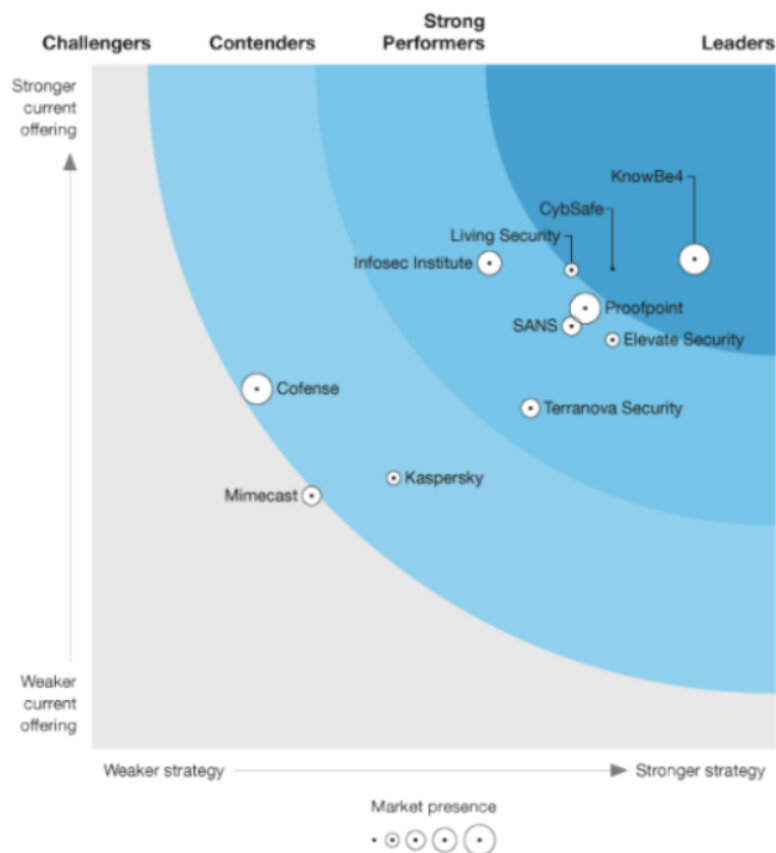 Challengers
Contenders
Strong
Performers
Leaders
Stronger
current
offering
KnowBe4
CybSafe
Living Security
Infosec Institute
Proofpoint
SANS
Elevate Security
Cofense
Terranova Security
Kaspersky
Mimecast
Weaker
current
offering
Weaker strategy
Stronger strategy
Market presence